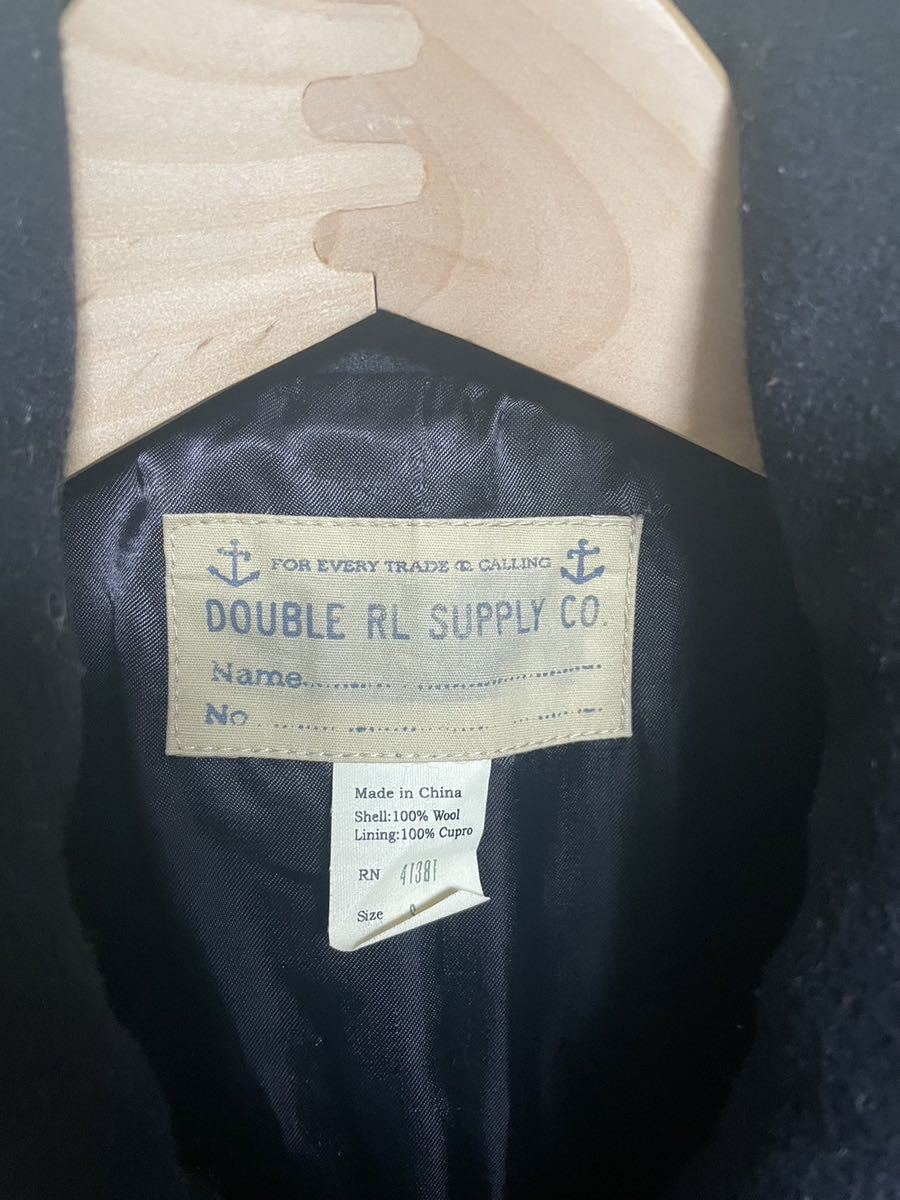 FOR EVERY TRADE & CALLING
DOUBLE RL SUPPLY CO.
Name
No
Made in China
Shell:100% Wool
Lining:100% Cupro
RN 41381
Size